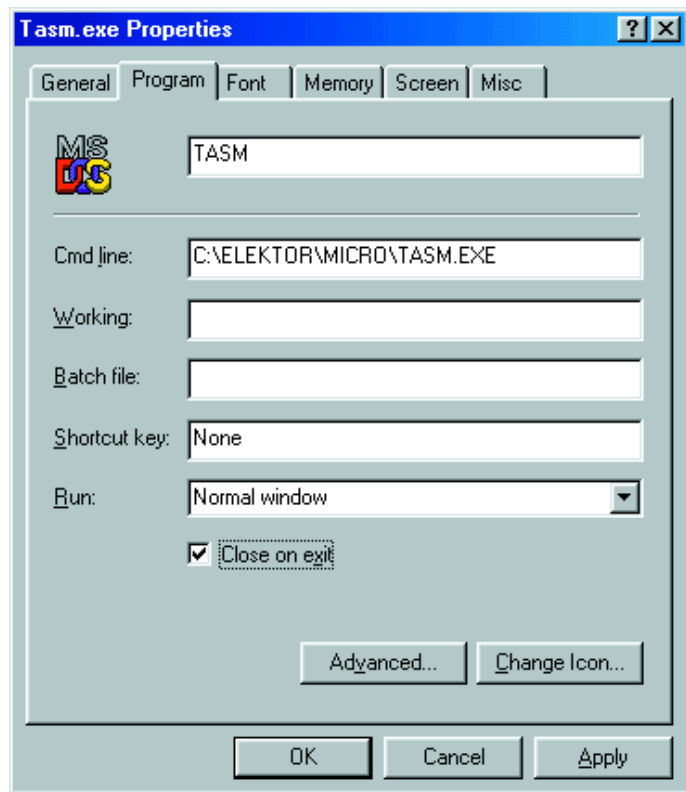 Tasm.exe Properties ? ×
General Program Font Memory Screen Misc
MS DOS TASM
Cmd line: C:\ELEKTOR\MICRO\TASM.EXE
Working:
Batch file:
Shortcut key: None
Run: Normal window
Close on exit
Advanced... Change Icon...
OK Cancel Apply